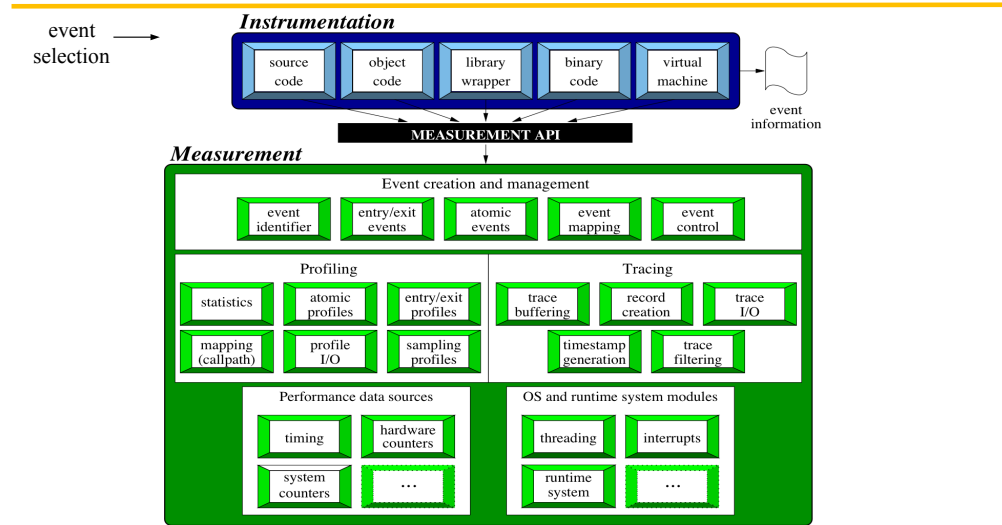 Instrumentation
event
selection
source
code
object
code
library
wrapper
binary
code
virtual
machine
event
information
MEASUREMENT API
Measurement
Event creation and management
event
identifier
entry/exit
events
atomic
events
event
mapping
event
control
Profiling
statistics
atomic
profiles
entry/exit
profiles
mapping
(callpath)
profile
I/O
sampling
profiles
Tracing
trace
buffering
record
creation
trace
I/O
timestamp
generation
trace
filtering
Performance data sources
timing
hardware
counters
system
counters
...
OS and runtime system modules
threading
interrupts
runtime
system
...